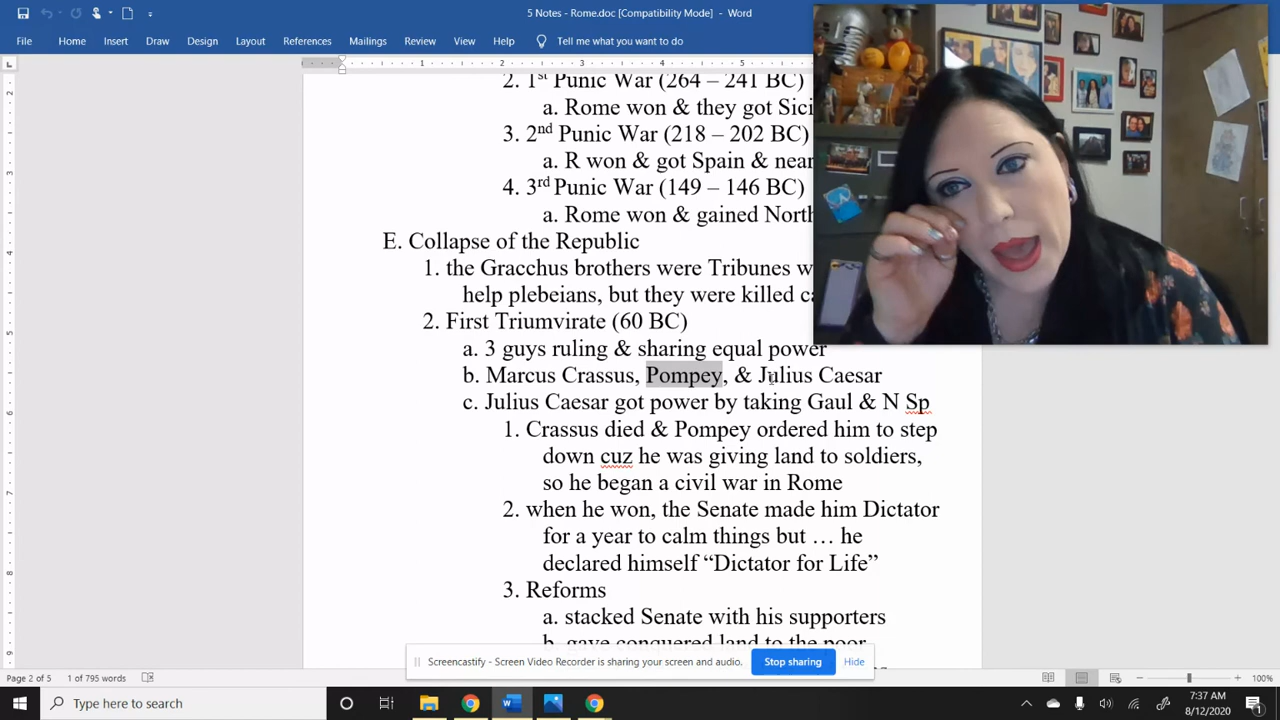 5 Notes - Rome.doc [Compatibility Mode] - Word
File Home Insert Draw Design Layout References Mailings Review View Help Tell me what you want to do
2. 1st Punic War (264 – 241 BC)
a. Rome won & they got Sici
3. 2nd Punic War (218 – 202 BC)
a. R won & got Spain & near
4. 3rd Punic War (149 – 146 BC)
a. Rome won & gained North
E. Collapse of the Republic
1. the Gracchus brothers were Tribunes w
help plebeians, but they were killed
2. First Triumvirate (60 BC)
a. 3 guys ruling & sharing equal power
b. Marcus Crassus, Pompey, & Julius Caesar
c. Julius Caesar got power by taking Gaul & N Sp
1. Crassus died & Pompey ordered him to step
down cuz he was giving land to soldiers,
so he began a civil war in Rome
2. when he won, the Senate made him Dictator
for a year to calm things but … he
declared himself “Dictator for Life”
3. Reforms
a. stacked Senate with his supporters
b. gave conquered land to the poor
Screencastify - Screen Video Recorder is sharing your screen and audio. Stop sharing Hide
Page 2 of 5 1 of 795 words 100%
Type here to search
7:37 AM
8/12/2020